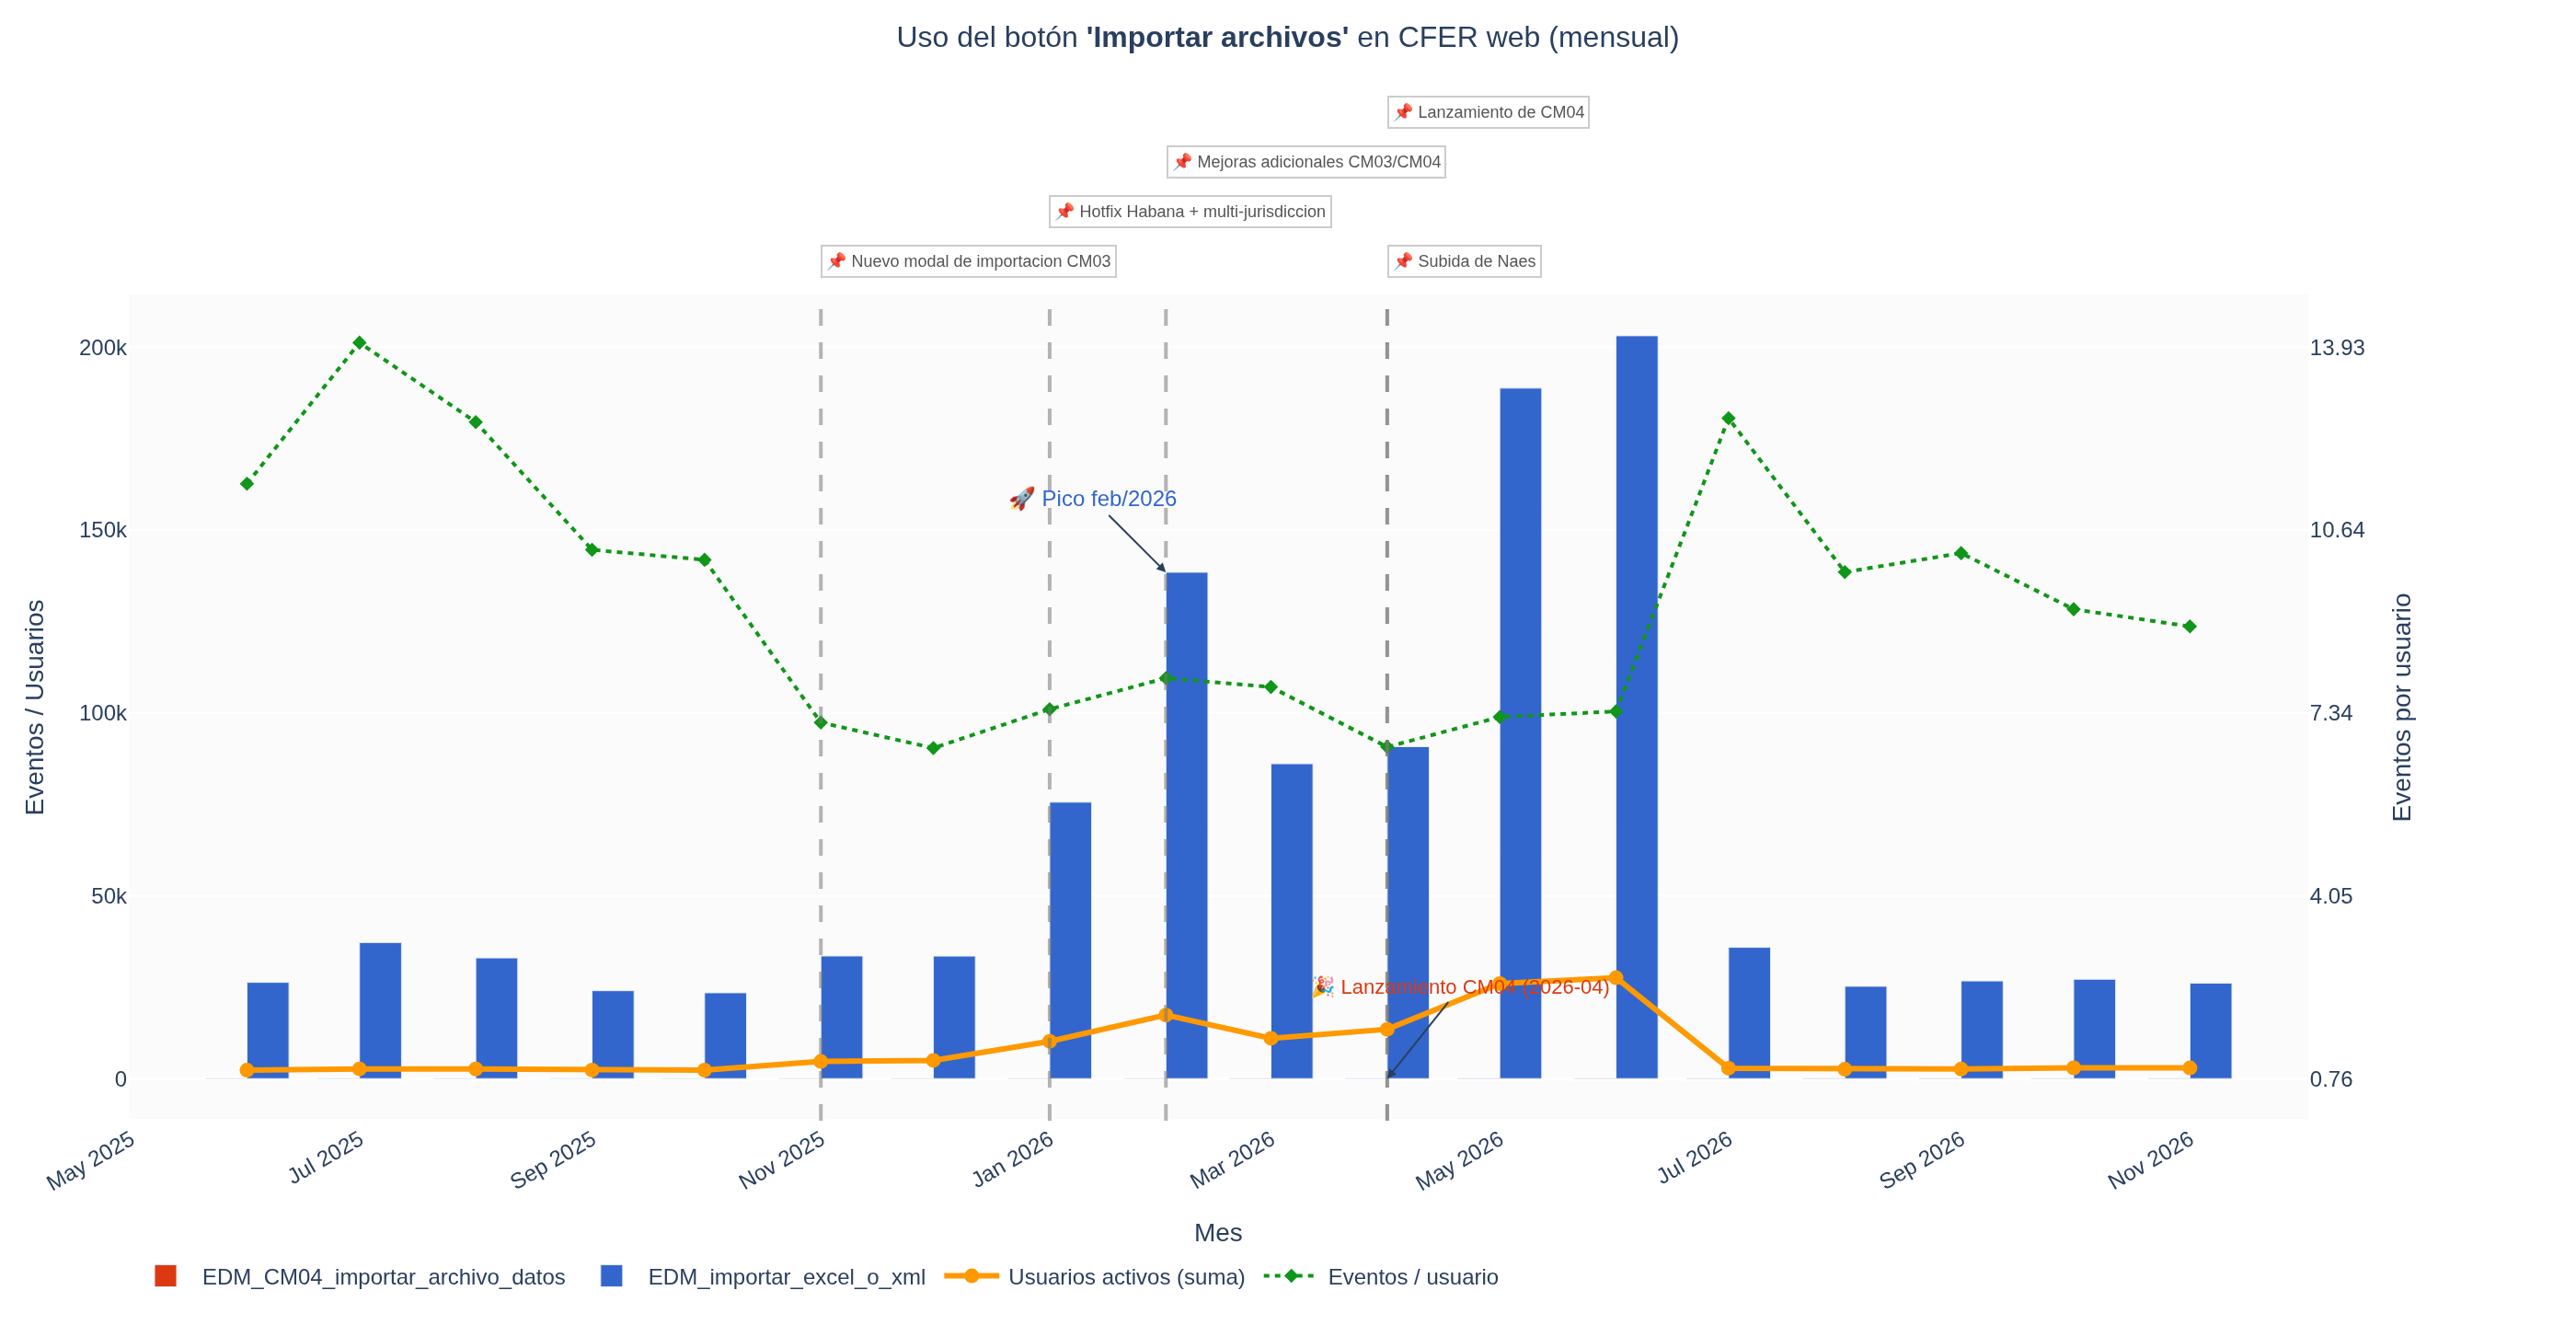 Uso del botón 'Importar archivos' en CFER web (mensual)
📌 Lanzamiento de CM04
📌 Mejoras adicionales CM03/CM04
📌 Hotfix Habana + multi-jurisdiccion
📌 Nuevo modal de importacion CM03
📌 Subida de Naes
200k
150k
100k
50k
0
Eventos / Usuarios
🚀 Pico feb/2026
🎉 Lanzamiento CM04 (2026-04)
13.93
10.64
7.34
4.05
0.76
Eventos por usuario
May 2025
Jul 2025
Sep 2025
Nov 2025
Jan 2026
Mar 2026
May 2026
Jul 2026
Sep 2026
Nov 2026
Mes
EDM_CM04_importar_archivo_datos
EDM_importar_excel_o_xml
Usuarios activos (suma)
Eventos / usuario